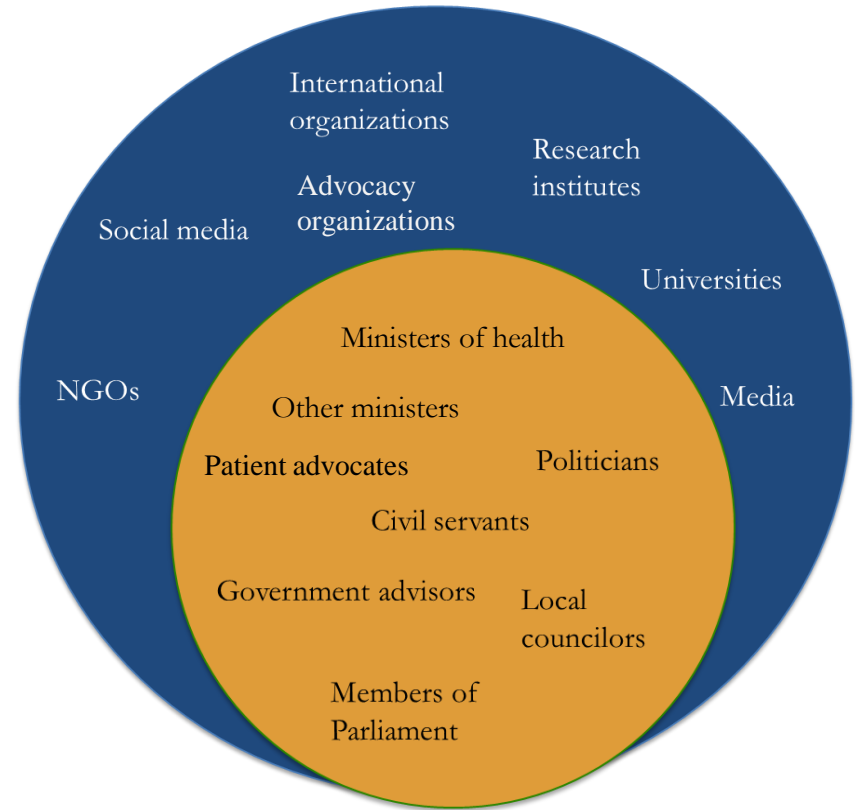 International
organizations
Research
institutes
Advocacy
organizations
Social media
Universities
NGOs
Media
Ministers of health
Other ministers
Patient advocates
Politicians
Civil servants
Government advisors
Local
councilors
Members of
Parliament